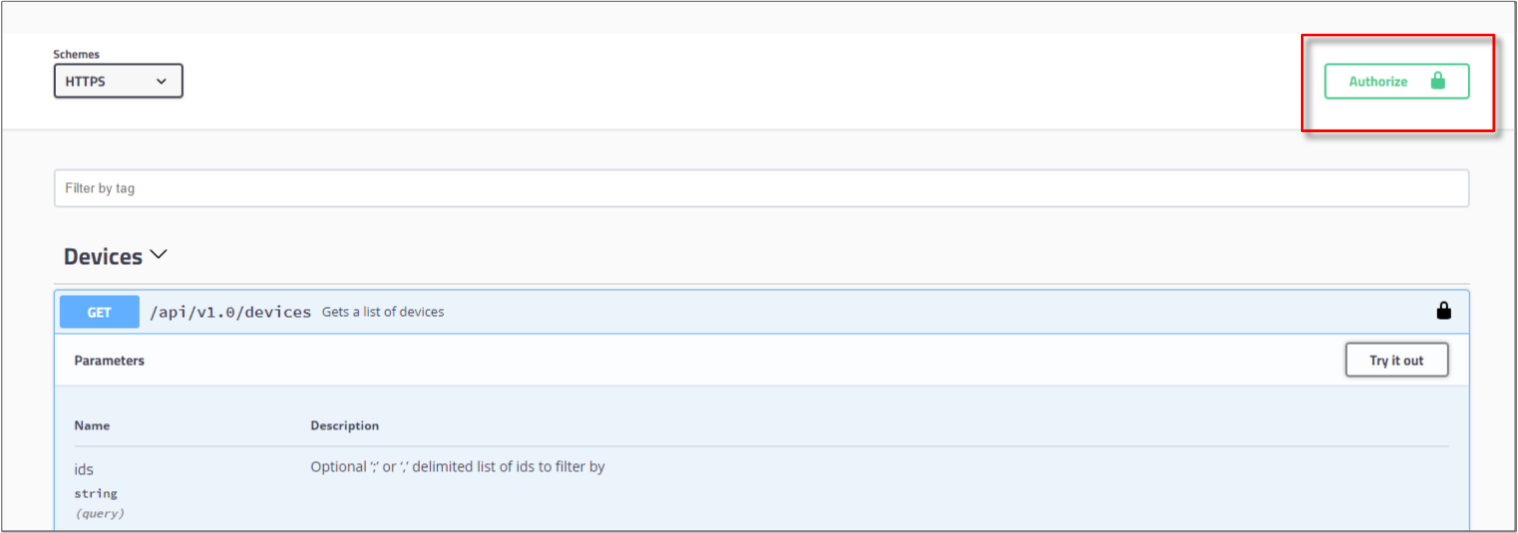 Schemes
HTTPS
Authorize
Filter by tag
Devices
GET /api/v1.0/devices Gets a list of devices
Parameters
Try it out
Name Description
ids Optional ';' or ',' delimited list of ids to filter by
string
(query)